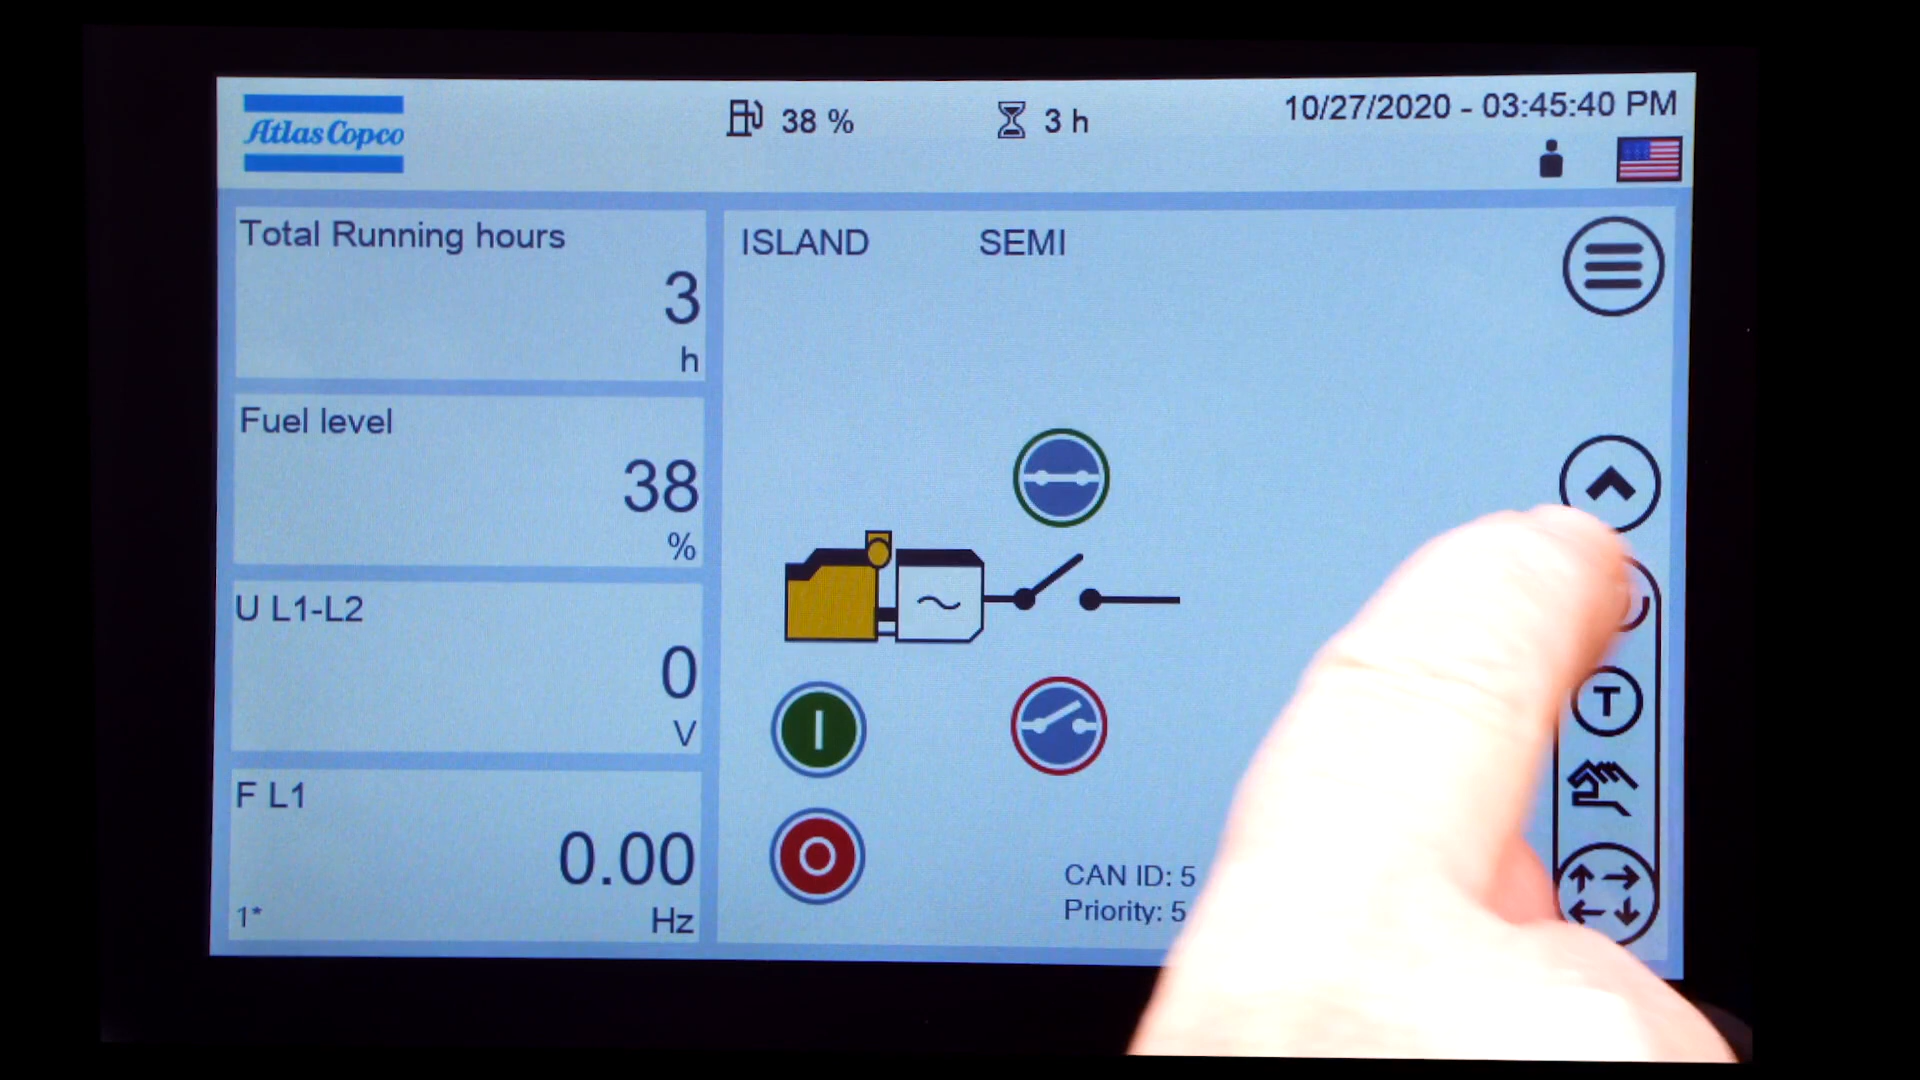 Atlas Copco
38 %
3 h
10/27/2020 - 03:45:40 PM
Total Running hours
3
h
Fuel level
38
%
U L1-L2
0
V
F L1
0.00
1*
Hz
ISLAND SEMI
T
CAN ID: 5
Priority: 5